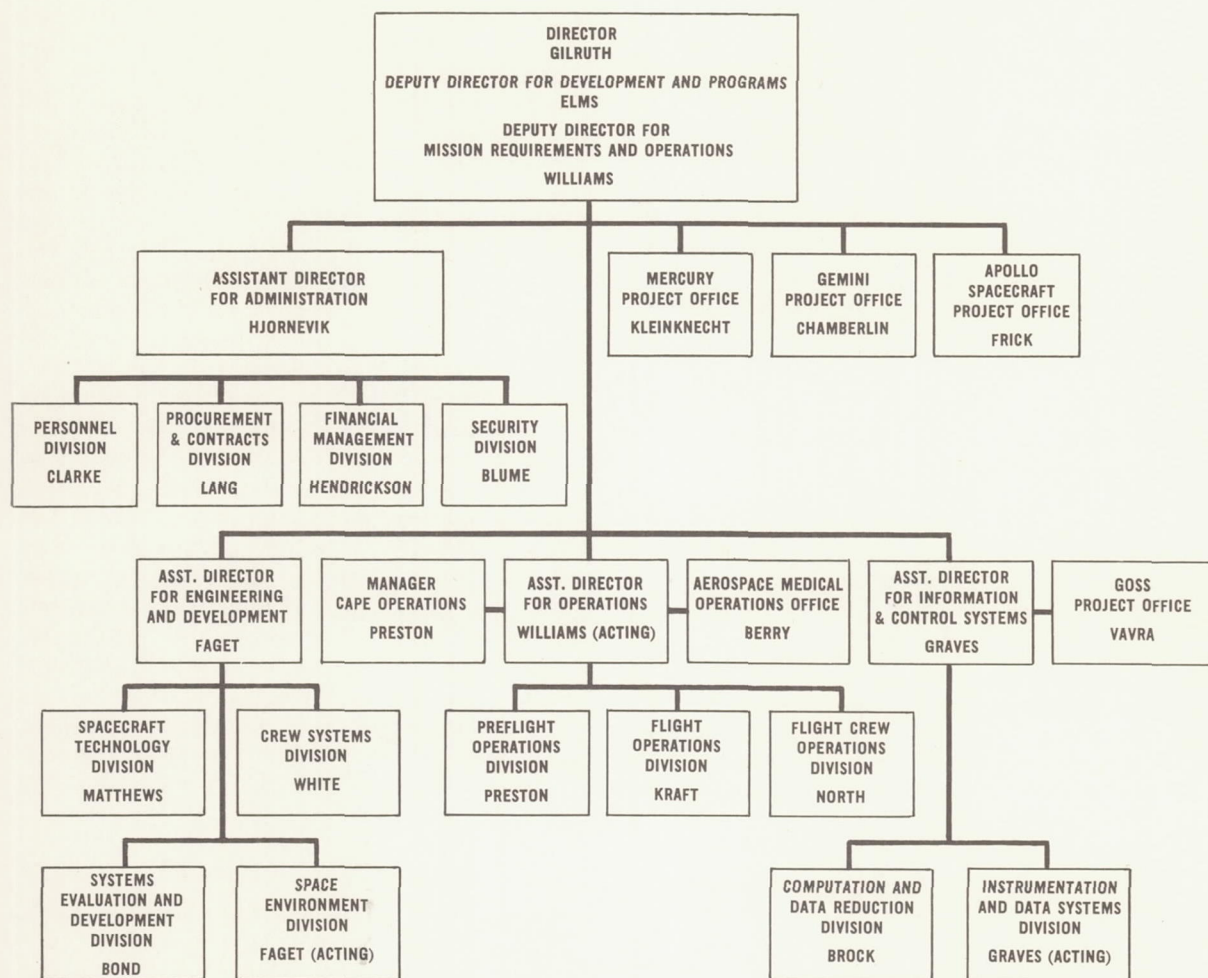 DIRECTOR
GILRUTH
DEPUTY DIRECTOR FOR DEVELOPMENT AND PROGRAMS
ELMS
DEPUTY DIRECTOR FOR
MISSION REQUIREMENTS AND OPERATIONS
WILLIAMS
ASSISTANT DIRECTOR
FOR ADMINISTRATION
HJORNEVIK
MERCURY
PROJECT OFFICE
KLEINKNECHT
GEMINI
PROJECT OFFICE
CHAMBERLIN
APOLLO
SPACECRAFT
PROJECT OFFICE
FRICK
PERSONNEL
DIVISION
CLARKE
PROCUREMENT
& CONTRACTS
DIVISION
LANG
FINANCIAL
MANAGEMENT
DIVISION
HENDRICKSON
SECURITY
DIVISION
BLUME
ASST. DIRECTOR
FOR ENGINEERING
AND DEVELOPMENT
FAGET
MANAGER
CAPE OPERATIONS
PRESTON
ASST. DIRECTOR
FOR OPERATIONS
WILLIAMS (ACTING)
AEROSPACE MEDICAL
OPERATIONS OFFICE
BERRY
ASST. DIRECTOR
FOR INFORMATION
& CONTROL SYSTEMS
GRAVES
GOSS
PROJECT OFFICE
VAVRA
SPACECRAFT
TECHNOLOGY
DIVISION
MATTHEWS
CREW SYSTEMS
DIVISION
WHITE
PREFLIGHT
OPERATIONS
DIVISION
PRESTON
FLIGHT
OPERATIONS
DIVISION
KRAFT
FLIGHT CREW
OPERATIONS
DIVISION
NORTH
SYSTEMS
EVALUATION AND
DEVELOPMENT
DIVISION
BOND
SPACE
ENVIRONMENT
DIVISION
FAGET (ACTING)
COMPUTATION AND
DATA REDUCTION
DIVISION
BROCK
INSTRUMENTATION
AND DATA SYSTEMS
DIVISION
GRAVES (ACTING)